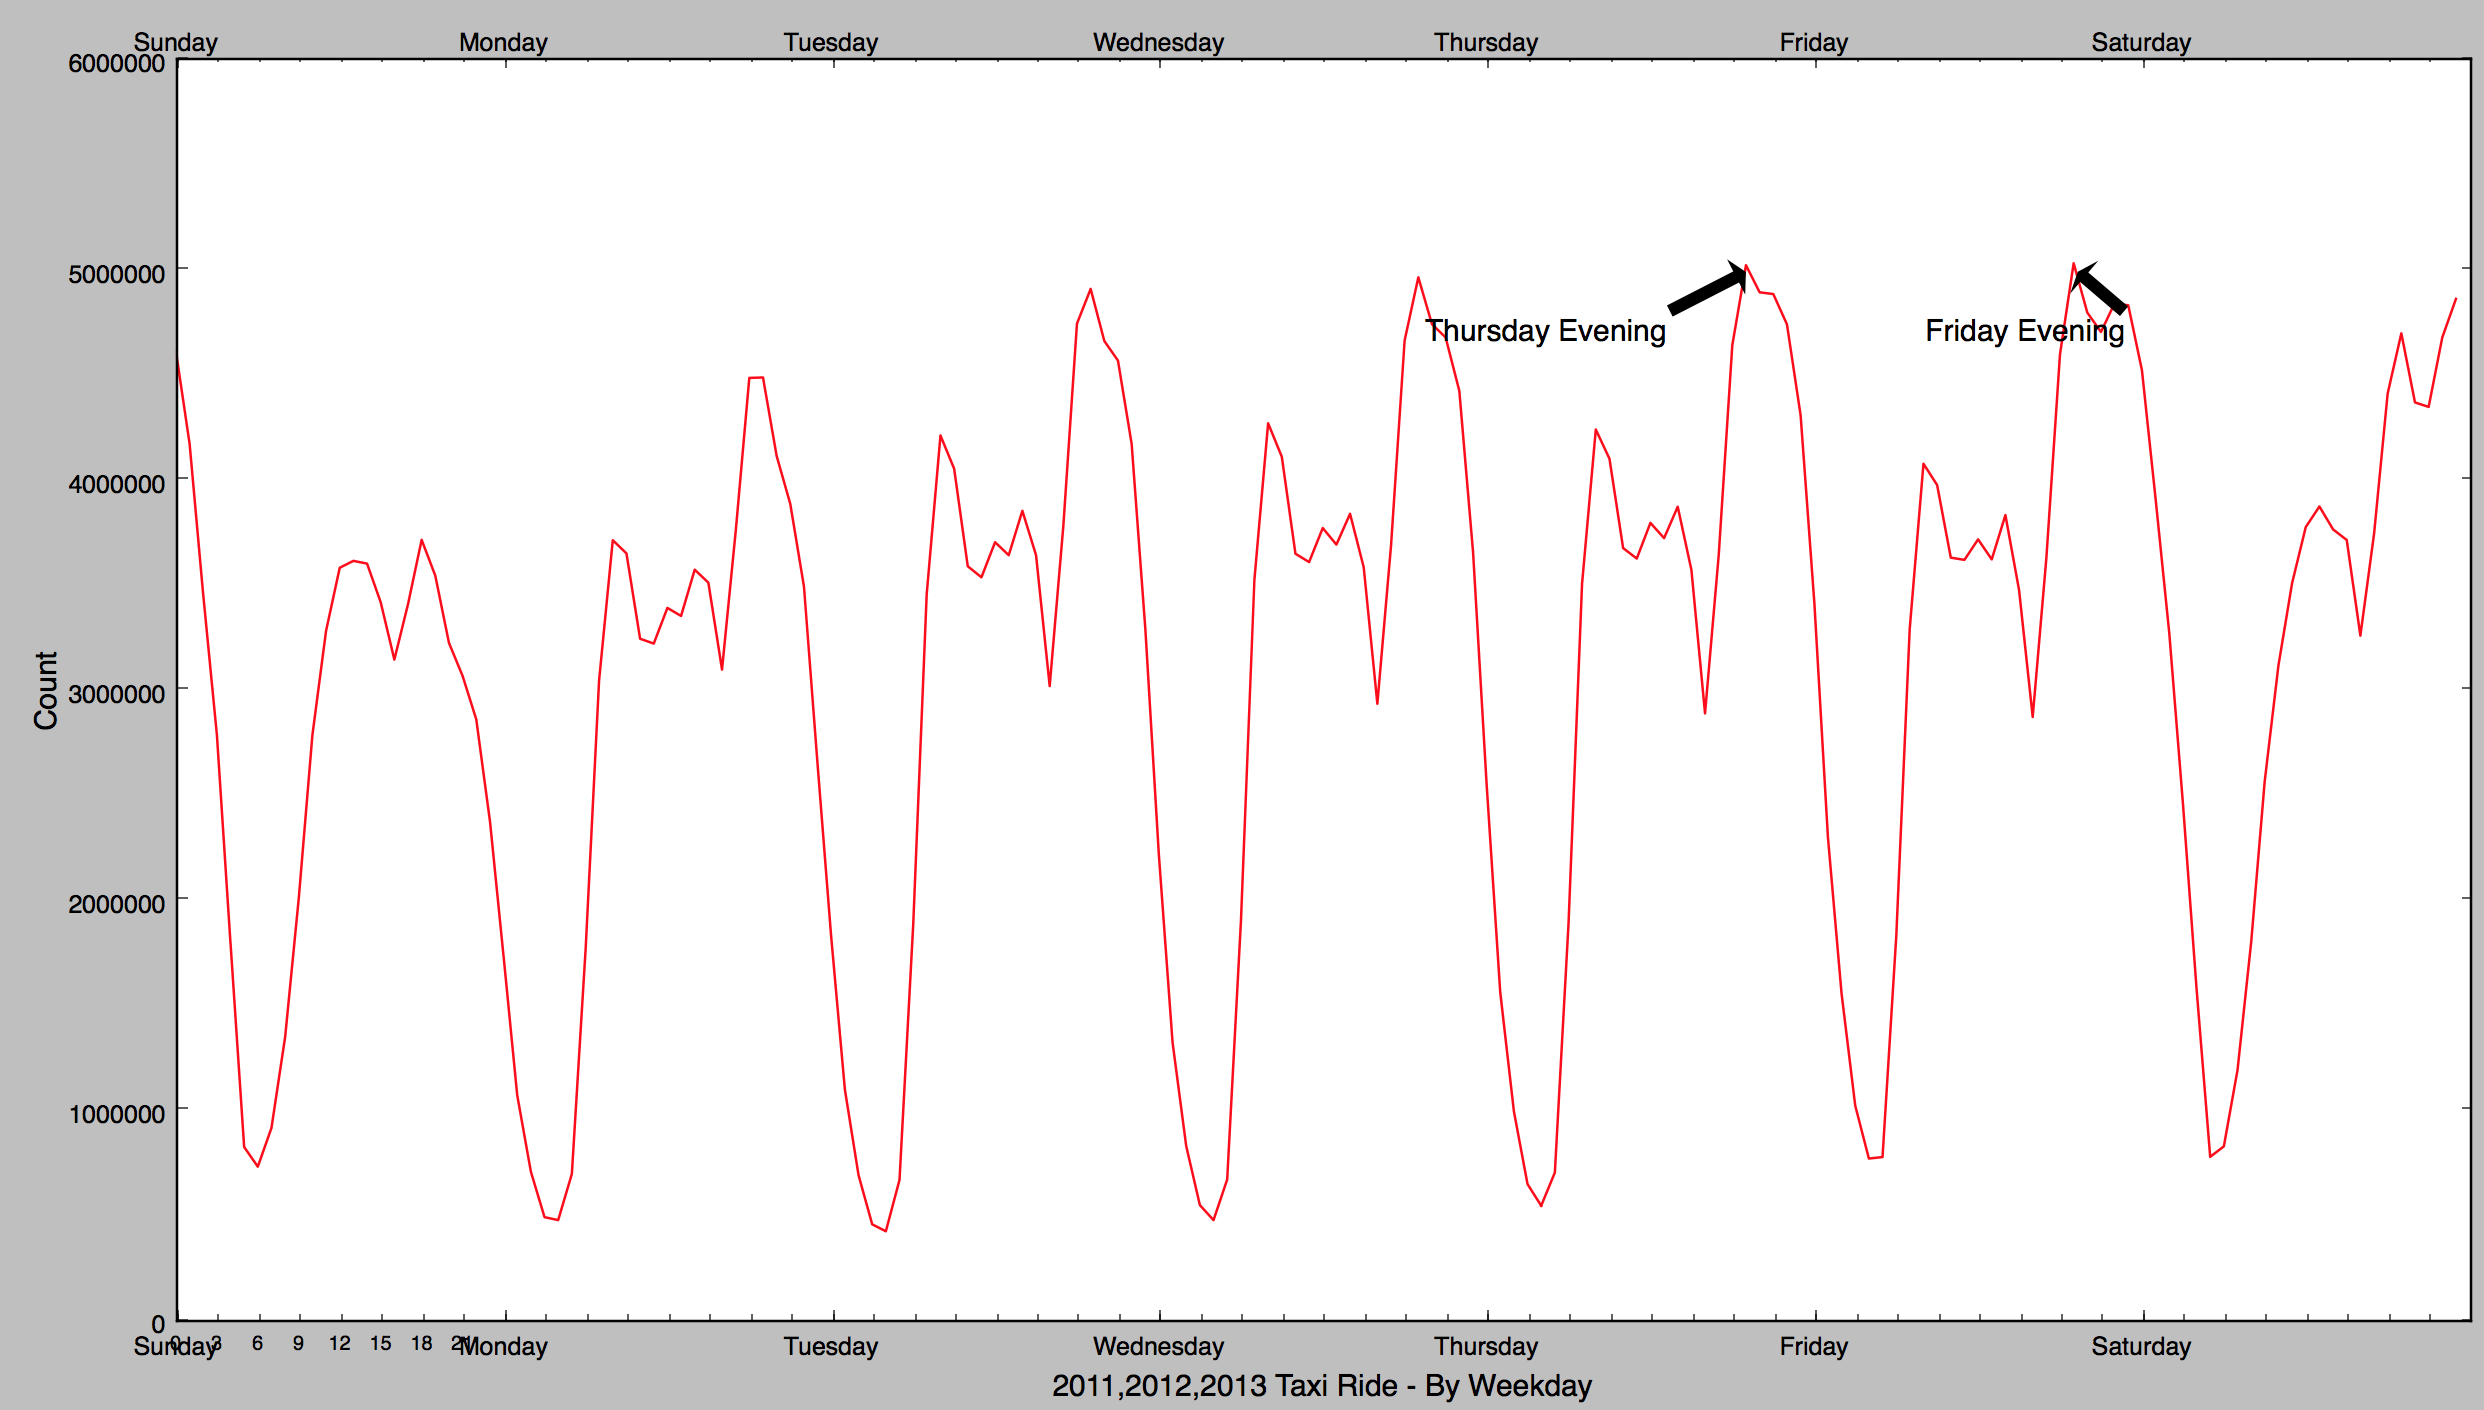 Sunday Monday Tuesday Wednesday Thursday Friday Saturday
6000000
5000000
Thursday Evening Friday Evening
4000000
Count
3000000
2000000
1000000
0
0 3 6 9 12 15 18 21
Sunday Monday Tuesday Wednesday Thursday Friday Saturday
2011,2012,2013 Taxi Ride - By Weekday